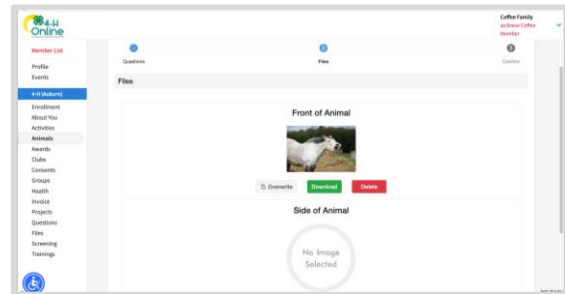 4-H
Online
Coffee Family
as Breve Coffee
Member
Member List
Profile
Events
4-H (Auburn)
Enrollment
About You
Activities
Animals
Awards
Clubs
Consents
Groups
Health
Invoice
Projects
Questions
Files
Screening
Trainings
Questions
Files
Confirm
Files
Front of Animal
Overwrite
Download
Delete
Side of Animal
No Image
Selected